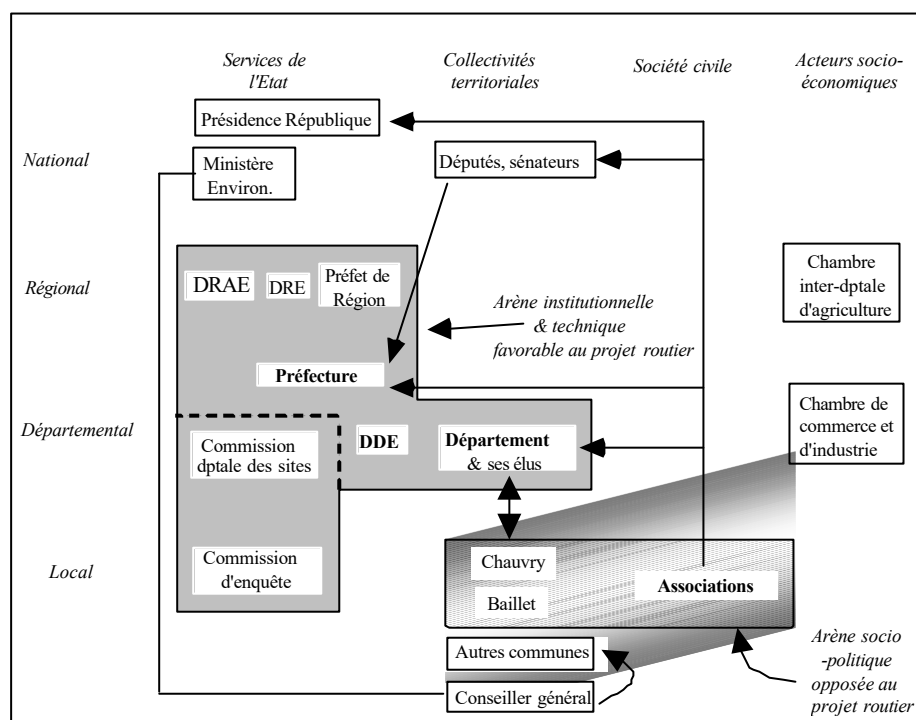 Services de
l'Etat
Collectivités
territoriales
Société civile
Acteurs socio-
économiques
Présidence République
National
Ministère
Environ.
Députés, sénateurs
Régional
DRAE
DRE
Préfet de
Région
Arène institutionnelle
& technique
favorable au projet routier
Chambre
inter-dptale
d'agriculture
Préfecture
Départemental
Commission
dptale des sites
DDE
Département
& ses élus
Chambre de
commerce et
d'industrie
Local
Commission
d'enquête
Chauvry
Baillet
Associations
Autres communes
Conseiller général
Arène socio
-politique
opposée au
projet routier